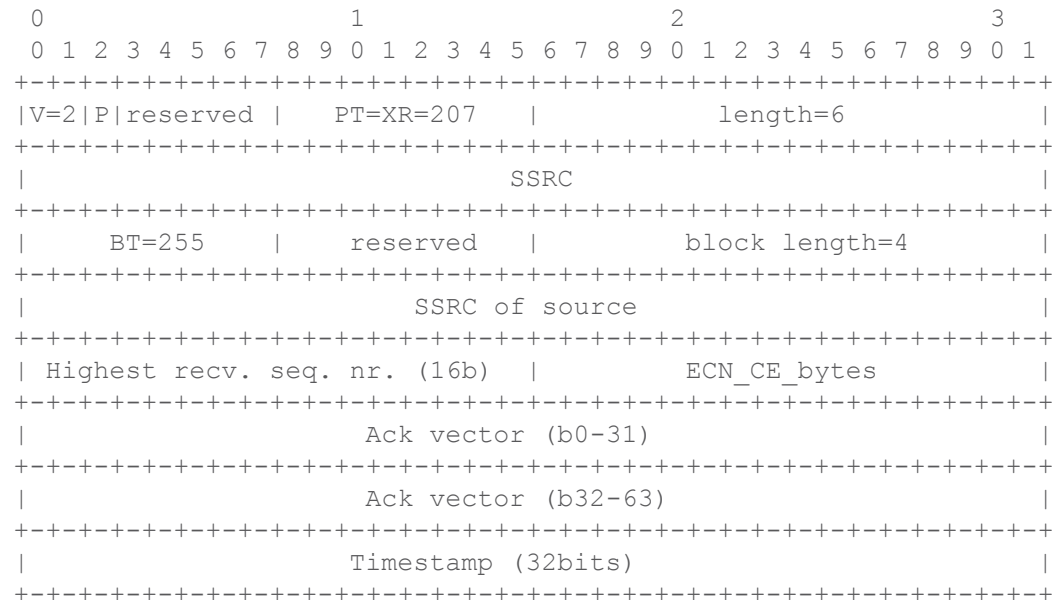 0                   1                   2                   3
 0 1 2 3 4 5 6 7 8 9 0 1 2 3 4 5 6 7 8 9 0 1 2 3 4 5 6 7 8 9 0 1
+-+-+-+-+-+-+-+-+-+-+-+-+-+-+-+-+-+-+-+-+-+-+-+-+-+-+-+-+-+-+-+-+
|V=2|P|reserved |   PT=XR=207   |           length=6            |
+-+-+-+-+-+-+-+-+-+-+-+-+-+-+-+-+-+-+-+-+-+-+-+-+-+-+-+-+-+-+-+-+
|                              SSRC                             |
+-+-+-+-+-+-+-+-+-+-+-+-+-+-+-+-+-+-+-+-+-+-+-+-+-+-+-+-+-+-+-+-+
|     BT=255    |    reserved   |         block length=4        |
+-+-+-+-+-+-+-+-+-+-+-+-+-+-+-+-+-+-+-+-+-+-+-+-+-+-+-+-+-+-+-+-+
|                        SSRC of source                         |
+-+-+-+-+-+-+-+-+-+-+-+-+-+-+-+-+-+-+-+-+-+-+-+-+-+-+-+-+-+-+-+-+
| Highest recv. seq. nr. (16b)  |         ECN_CE_bytes          |
+-+-+-+-+-+-+-+-+-+-+-+-+-+-+-+-+-+-+-+-+-+-+-+-+-+-+-+-+-+-+-+-+
|                     Ack vector (b0-31)                        |
+-+-+-+-+-+-+-+-+-+-+-+-+-+-+-+-+-+-+-+-+-+-+-+-+-+-+-+-+-+-+-+-+
|                     Ack vector (b32-63)                       |
+-+-+-+-+-+-+-+-+-+-+-+-+-+-+-+-+-+-+-+-+-+-+-+-+-+-+-+-+-+-+-+-+
|                    Timestamp (32bits)                         |
+-+-+-+-+-+-+-+-+-+-+-+-+-+-+-+-+-+-+-+-+-+-+-+-+-+-+-+-+-+-+-+-+